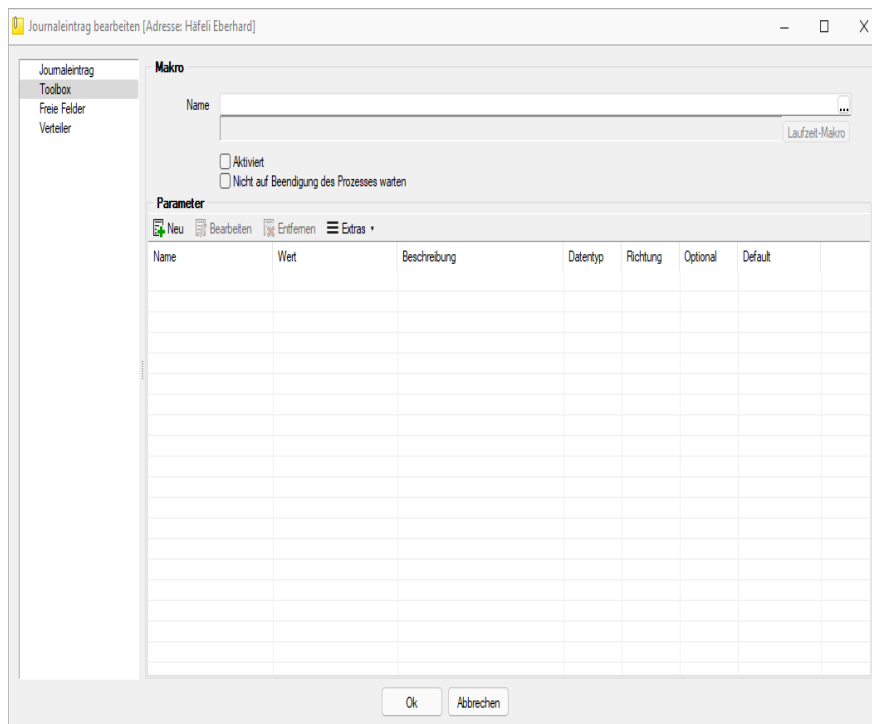 Journaleintrag bearbeiten [Adresse: Häfeli Eberhard]
Journaleintrag
Toolbox
Freie Felder
Verteiler
Makro
Name
...
Laufzeit-Makro
Aktiviert
Nicht auf Beendigung des Prozesses warten
Parameter
Neu Bearbeiten Entfernen Extras
Name Wert Beschreibung Datentyp Richtung Optional Default
Ok Abbrechen